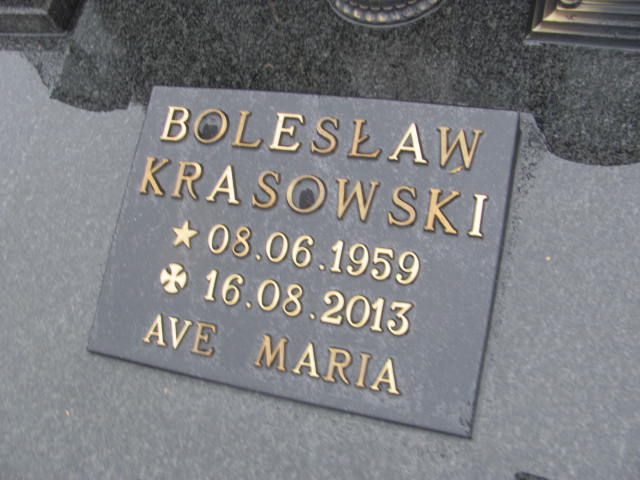 BOLESŁAW
KRASOWSKI
08.06.1959
16.08.2013
AVE MARIA